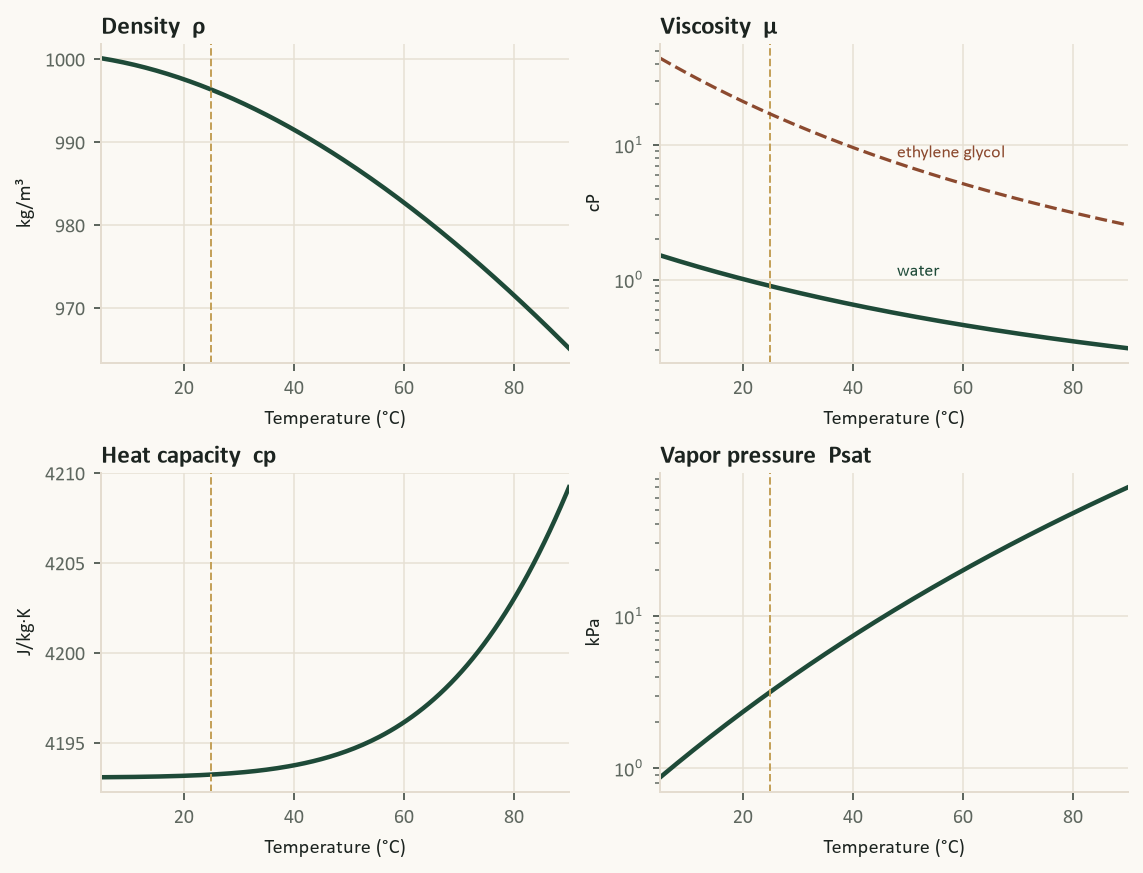 Density ρ
1000
990
980
970
kg/m³
20 40 60 80
Temperature (°C)
Viscosity μ
10¹
10⁰
cP
ethylene glycol
water
20 40 60 80
Temperature (°C)
Heat capacity cp
4210
4205
4200
4195
J/kg·K
20 40 60 80
Temperature (°C)
Vapor pressure Psat
10¹
10⁰
kPa
20 40 60 80
Temperature (°C)